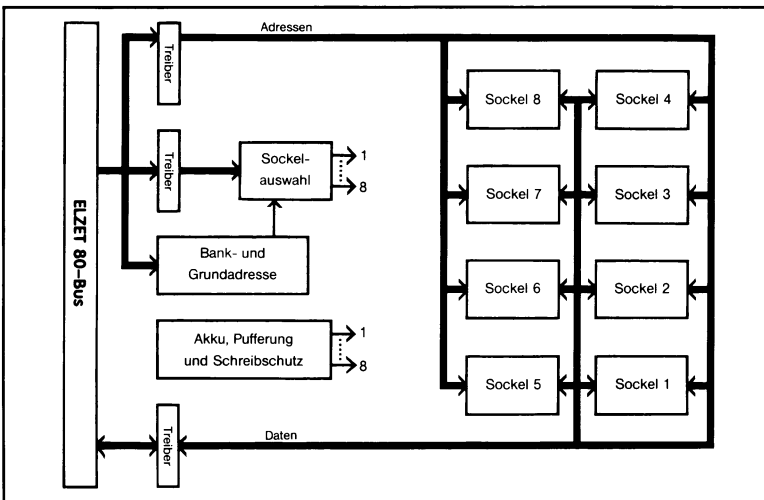 Adressen
Treiber
Sockel 8
Sockel 4
Treiber
Sockel-
auswahl
1
8
Sockel 7
Sockel 3
ELZET 80-Bus
Bank- und
Grundadresse
Sockel 6
Sockel 2
Akku, Pufferung
und Schreibschutz
1
8
Sockel 5
Sockel 1
Treiber
Daten